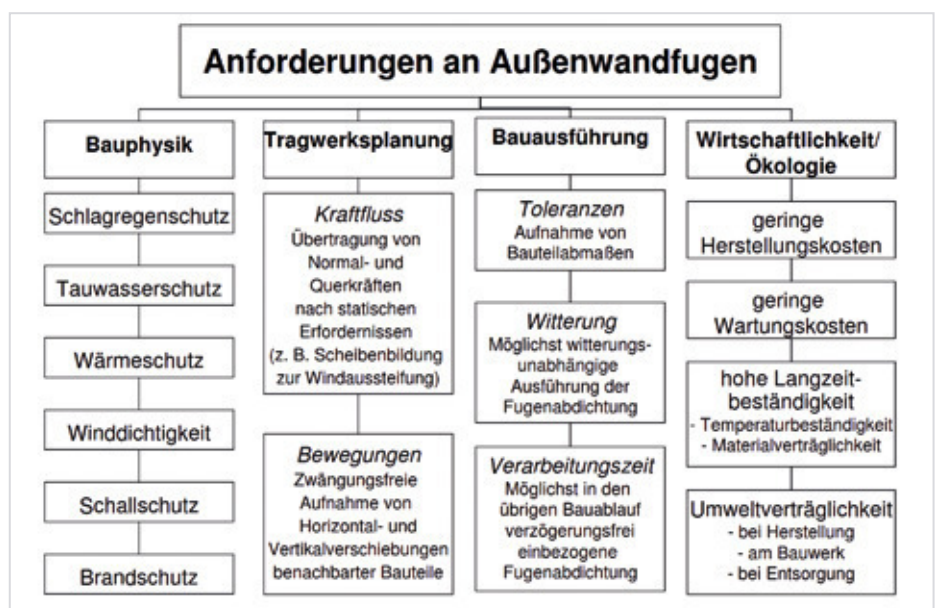 Anforderungen an Außenwandfugen
Bauphysik
Schlagregenschutz
Tauwasserschutz
Wärmeschutz
Winddichtigkeit
Schallschutz
Brandschutz
Tragwerksplanung
Kraftfluss
Übertragung von
Normal- und
Querkräften
nach statischen
Erfordernissen
(z. B. Scheibenbildung
zur Windaussteifung)
Bewegungen
Zwängungsfreie
Aufnahme von
Horizontal- und
Vertikalverschiebungen
benachbarter Bauteile
Bauausführung
Toleranzen
Aufnahme von
Bauteilabmaßen
Witterung
Möglichst witterungs-
unabhängige
Ausführung der
Fugenabdichtung
Verarbeitungszeit
Möglichst in den
übrigen Bauablauf
verzögerungsfrei
einbezogene
Fugenabdichtung
Wirtschaftlichkeit/
Ökologie
geringe
Herstellungskosten
geringe
Wartungskosten
hohe Langzeit-
beständigkeit
- Temperaturbeständigkeit
- Materialverträglichkeit
Umweltverträglichkeit
- bei Herstellung
- am Bauwerk
- bei Entsorgung